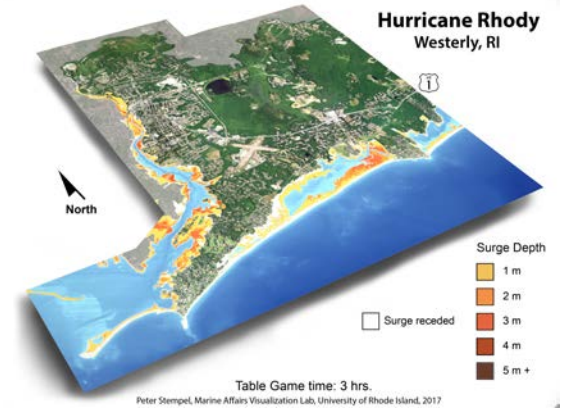 Hurricane Rhody
Westerly, RI
1
North
Surge Depth
1 m
2 m
Surge receded
3 m
4 m
5 m +
Table Game time: 3 hrs.
Peter Stempel, Marine Affairs Visualization Lab, University of Rhode Island, 2017